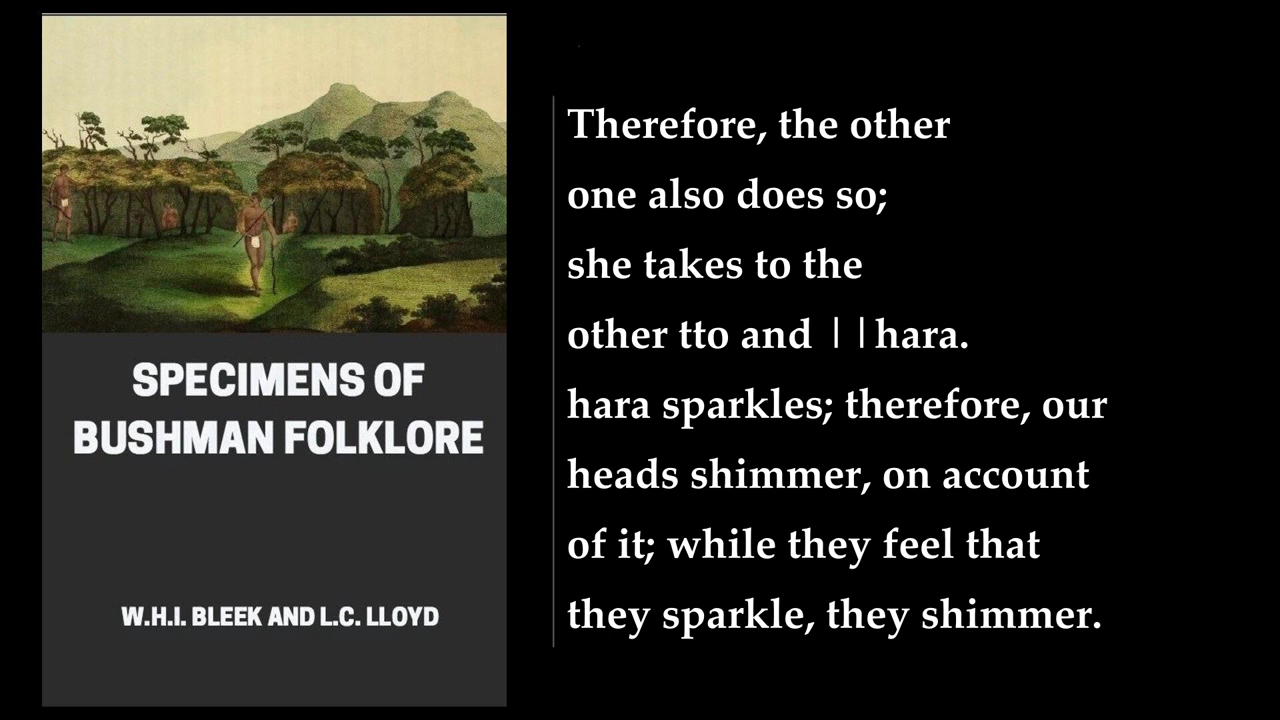 SPECIMENS OF
BUSHMAN FOLKLORE
W.H.I. BLEEK AND L.C. LLOYD
Therefore, the other
one also does so;
she takes to the
other tto and ||hara.
hara sparkles; therefore, our
heads shimmer, on account
of it; while they feel that
they sparkle, they shimmer.